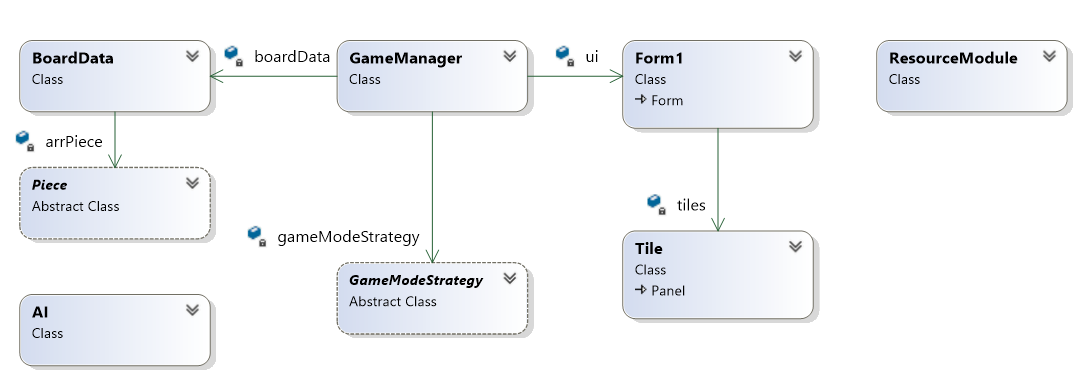 BoardData
Class
boardData
GameManager
Class
ui
Form1
Class
Form
ResourceModule
Class
arrPiece
Piece
Abstract Class
gameModeStrategy
GameModeStrategy
Abstract Class
tiles
Tile
Class
Panel
AI
Class